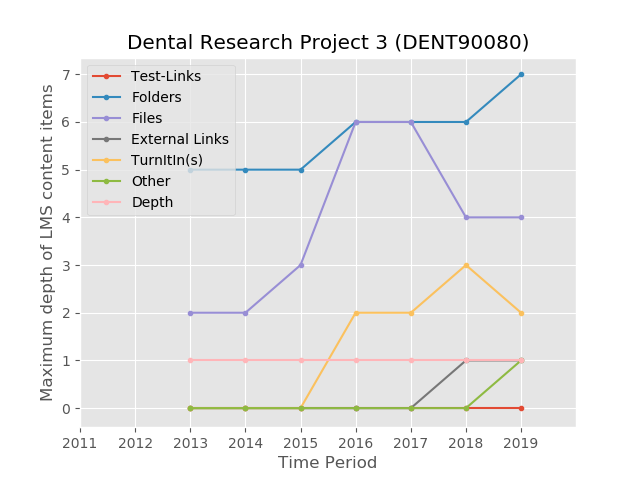 Dental Research Project 3 (DENT90080)
Maximum depth of LMS content items
7
6
5
4
3
2
1
0
Test-Links
Folders
Files
External Links
TurnItIn(s)
Other
Depth
2011 2012 2013 2014 2015 2016 2017 2018 2019
Time Period